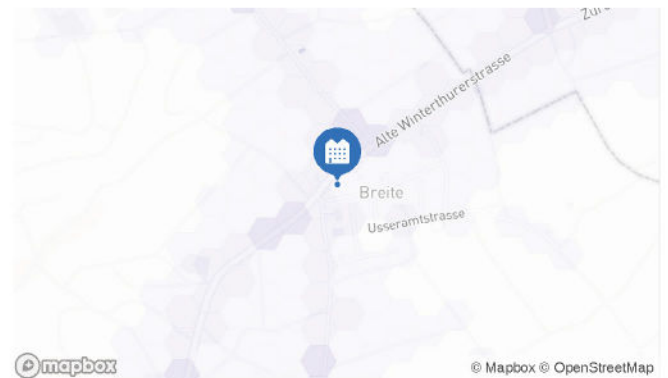 Alte Winterthurerstrasse
Breite
Usseramtstrasse
mapbox
© Mapbox © OpenStreetMap